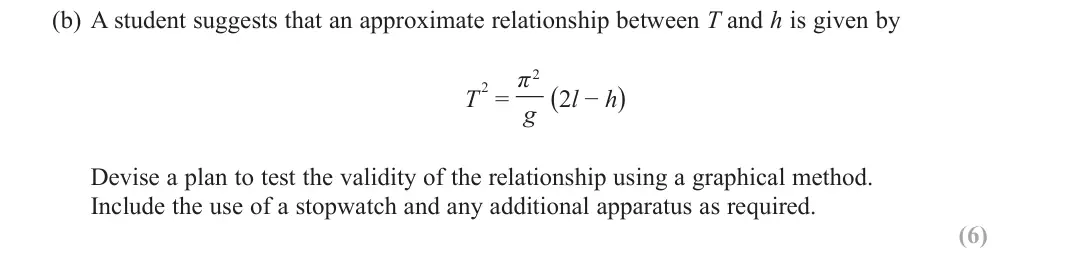 (b) A student suggests that an approximate relationship between T and h is given by
T² = π²/g (2l − h)
Devise a plan to test the validity of the relationship using a graphical method.
Include the use of a stopwatch and any additional apparatus as required.
(6)